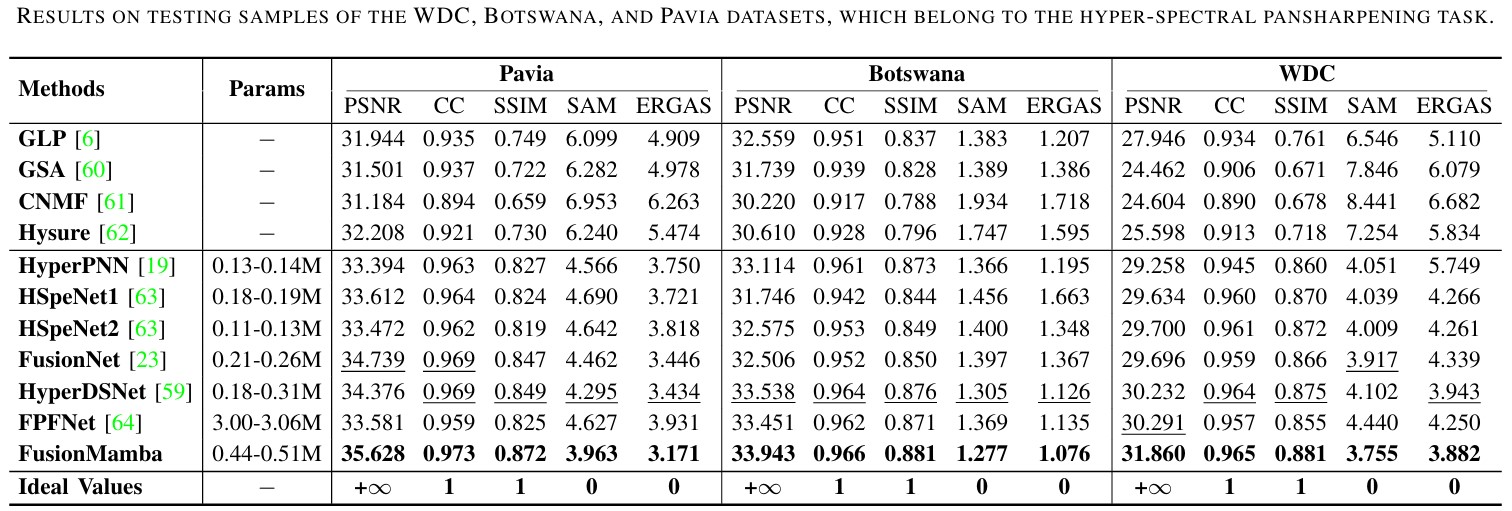 RESULTS ON TESTING SAMPLES OF THE WDC, BOTSWANA, AND PAVIA DATASETS, WHICH BELONG TO THE HYPER-SPECTRAL PANSHARPENING TASK.
Methods Params Pavia Botswana WDC
PSNR CC SSIM SAM ERGAS PSNR CC SSIM SAM ERGAS PSNR CC SSIM SAM ERGAS
GLP [6] − 31.944 0.935 0.749 6.099 4.909 32.559 0.951 0.837 1.383 1.207 27.946 0.934 0.761 6.546 5.110
GSA [60] − 31.501 0.937 0.722 6.282 4.978 31.739 0.939 0.828 1.389 1.386 24.462 0.906 0.671 7.846 6.079
CNMF [61] − 31.184 0.894 0.659 6.953 6.263 30.220 0.917 0.788 1.934 1.718 24.604 0.890 0.678 8.441 6.682
Hysure [62] − 32.208 0.921 0.730 6.240 5.474 30.610 0.928 0.796 1.747 1.595 25.598 0.913 0.718 7.254 5.834
HyperPNN [19] 0.13-0.14M 33.394 0.963 0.827 4.566 3.750 33.114 0.961 0.873 1.366 1.195 29.258 0.945 0.860 4.051 5.749
HSpeNet1 [63] 0.18-0.19M 33.612 0.964 0.824 4.690 3.721 31.746 0.942 0.844 1.456 1.663 29.634 0.960 0.870 4.039 4.266
HSpeNet2 [63] 0.11-0.13M 33.472 0.962 0.819 4.642 3.818 32.575 0.953 0.849 1.400 1.348 29.700 0.961 0.872 4.009 4.261
FusionNet [23] 0.21-0.26M 34.739 0.969 0.847 4.462 3.446 32.506 0.952 0.850 1.397 1.367 29.696 0.959 0.866 3.917 4.339
HyperDSNet [59] 0.18-0.31M 34.376 0.969 0.849 4.295 3.434 33.538 0.964 0.876 1.305 1.126 30.232 0.964 0.875 4.102 3.943
FPFNet [64] 3.00-3.06M 33.581 0.959 0.825 4.627 3.931 33.451 0.962 0.871 1.369 1.135 30.291 0.957 0.855 4.440 4.250
FusionMamba 0.44-0.51M 35.628 0.973 0.872 3.963 3.171 33.943 0.966 0.881 1.277 1.076 31.860 0.965 0.881 3.755 3.882
Ideal Values − +∞ 1 1 0 0 +∞ 1 1 0 0 +∞ 1 1 0 0